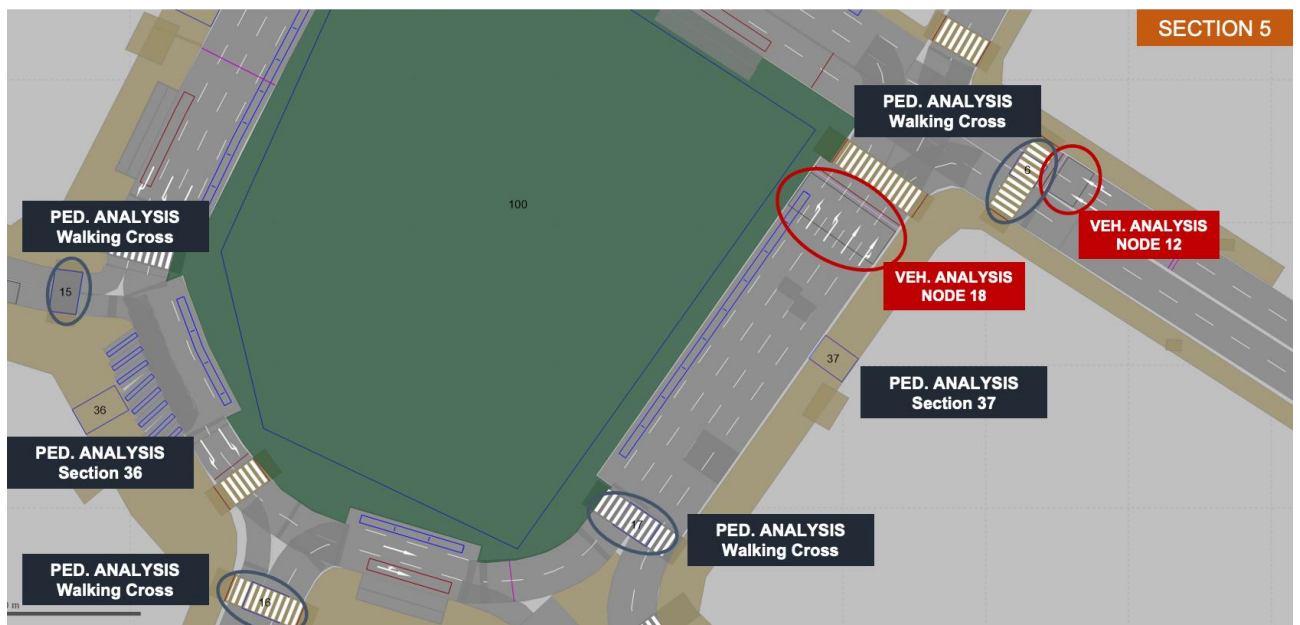 SECTION 5
PED. ANALYSIS
Walking Cross
6
VEH. ANALYSIS
NODE 12
100
PED. ANALYSIS
Walking Cross
15
VEH. ANALYSIS
NODE 18
37
PED. ANALYSIS
Section 37
36
PED. ANALYSIS
Section 36
17
PED. ANALYSIS
Walking Cross
PED. ANALYSIS
Walking Cross
16
m